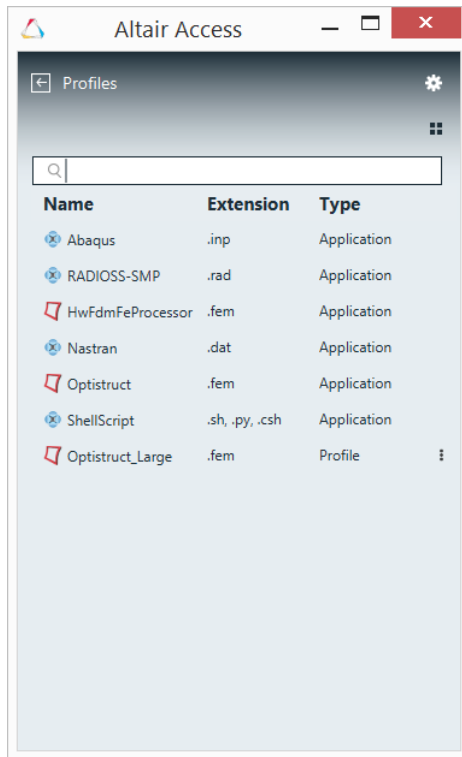 Altair Access
Profiles
Name Extension Type
Abaqus .inp Application
RADIOSS-SMP .rad Application
HwFdmFeProcessor .fem Application
Nastran .dat Application
Optistruct .fem Application
ShellScript .sh, .py, .csh Application
Optistruct_Large .fem Profile